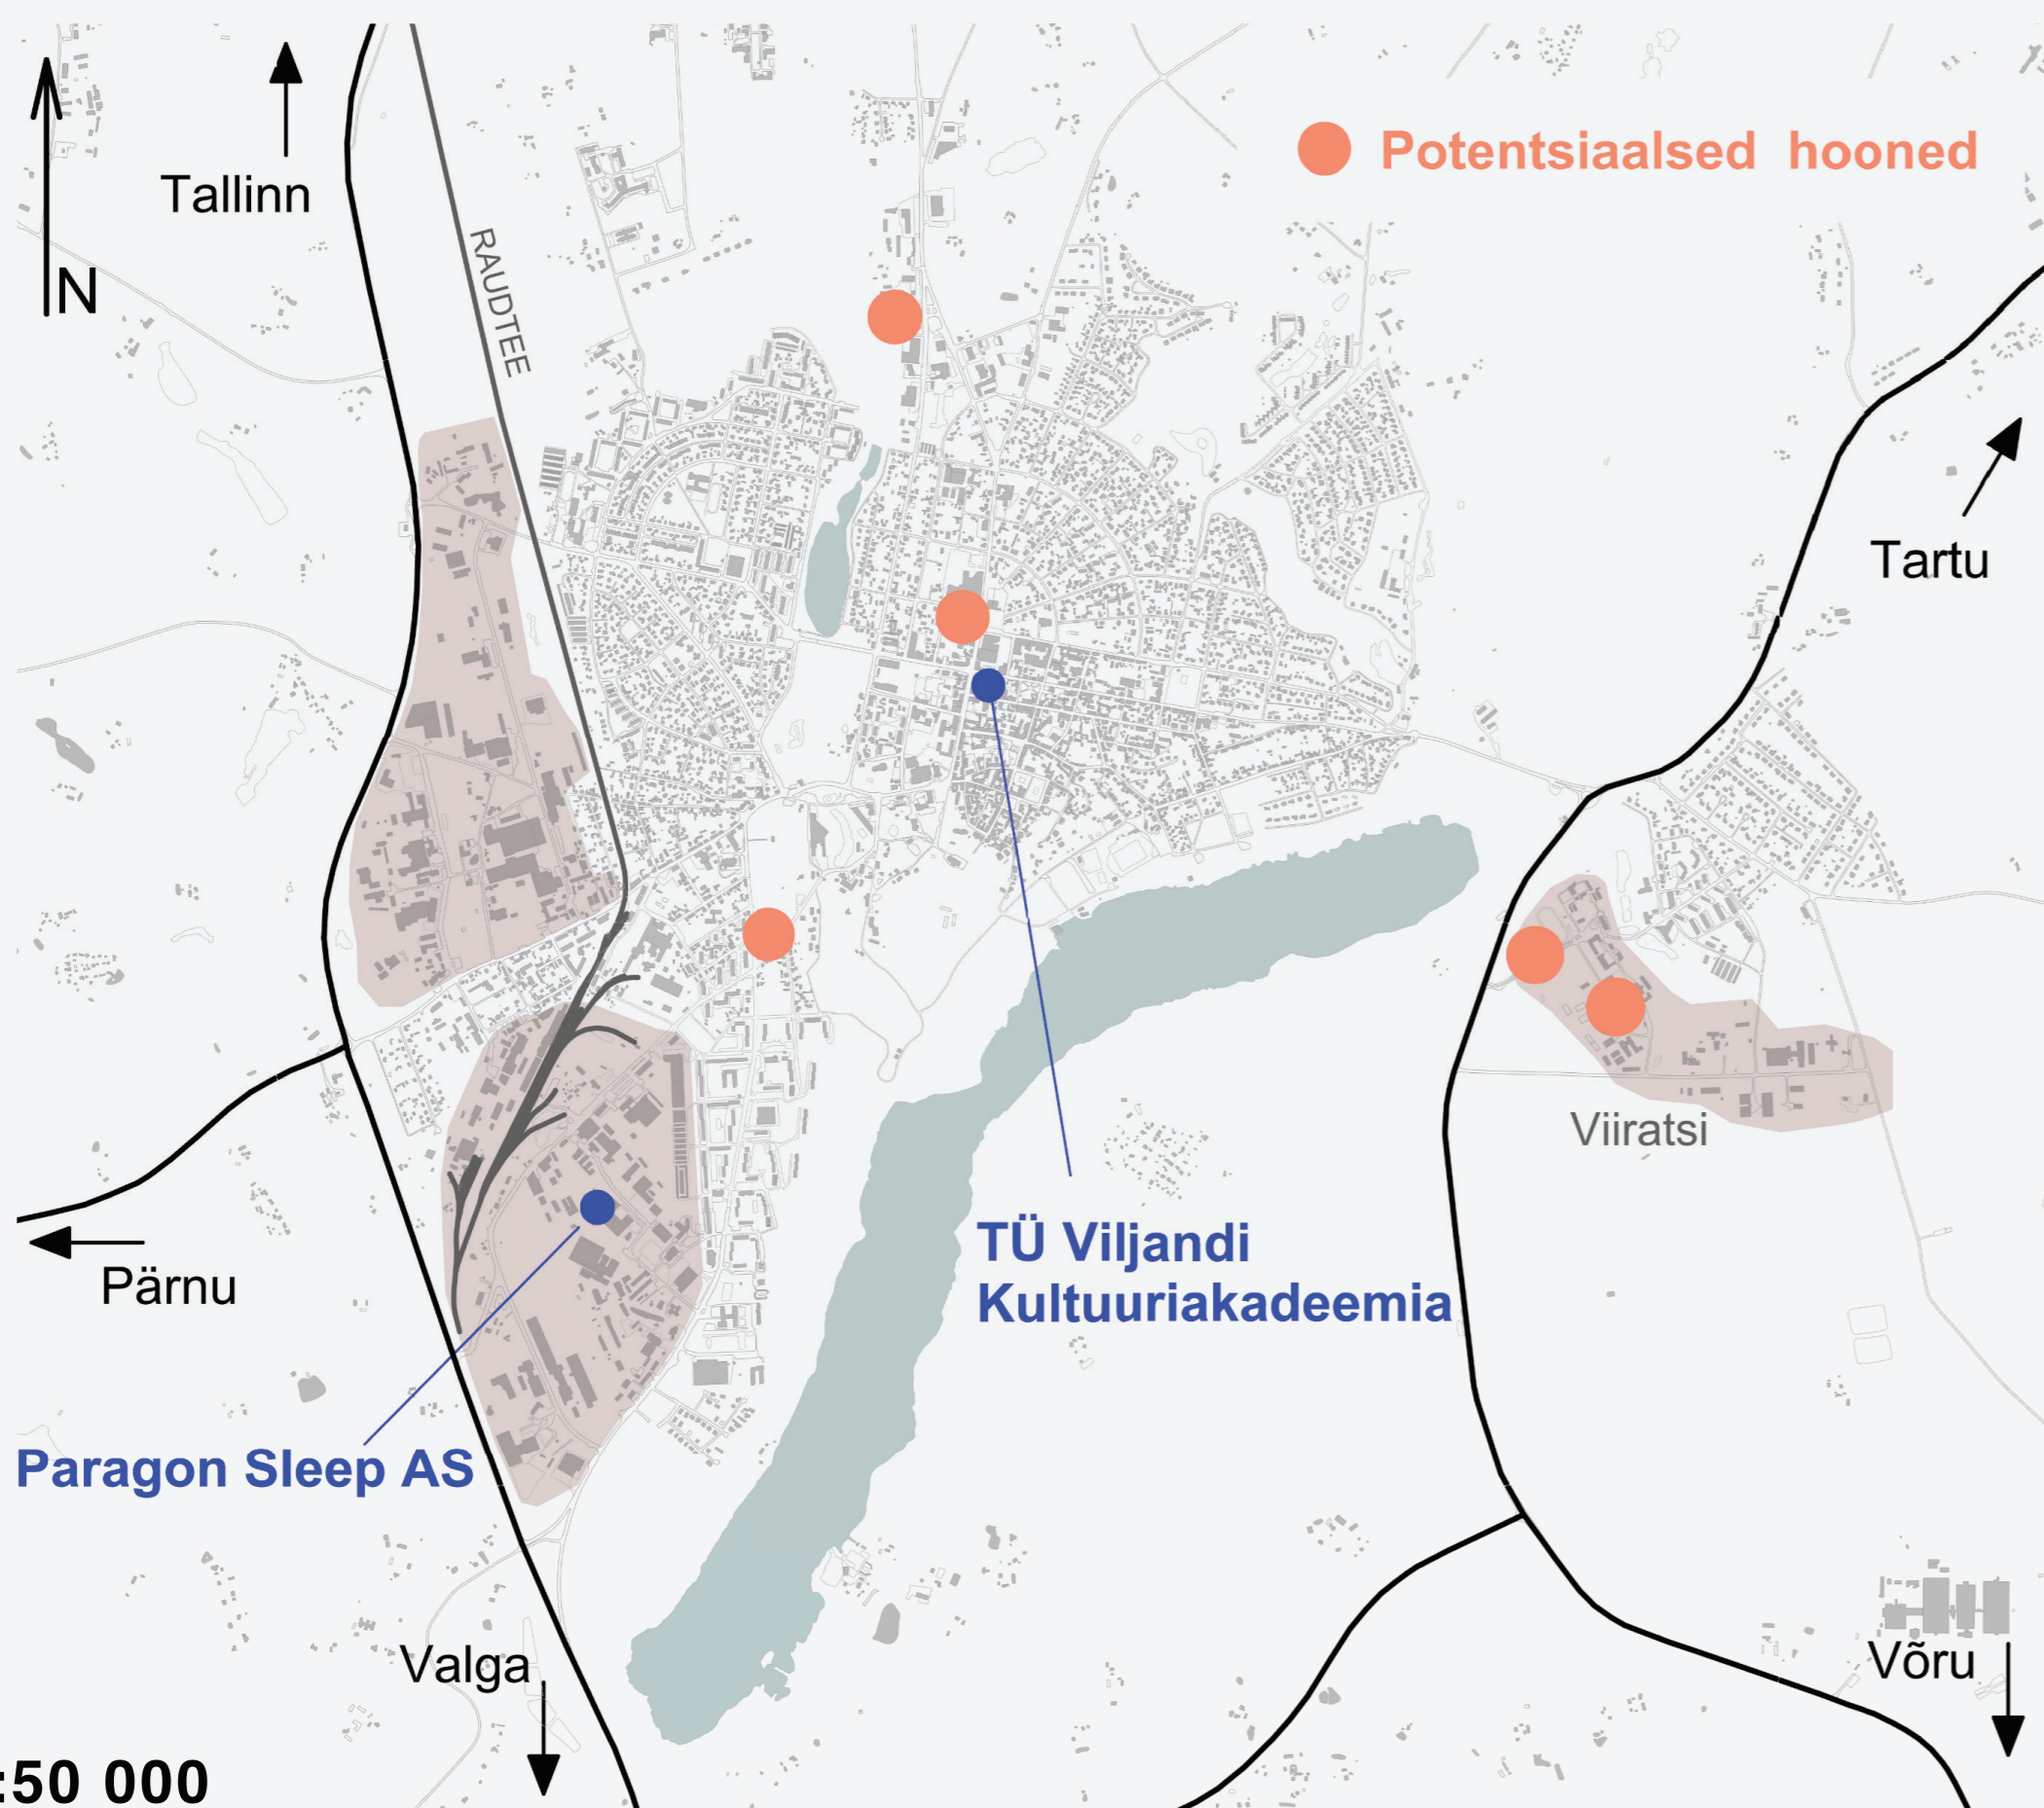 Potentsiaalsed hooned
Tallinn
N
RAUDTEE
Tartu
Viiratsi
TÜ Viljandi
Kultuuriakadeemia
Pärnu
Paragon Sleep AS
Valga
Võru
:50 000